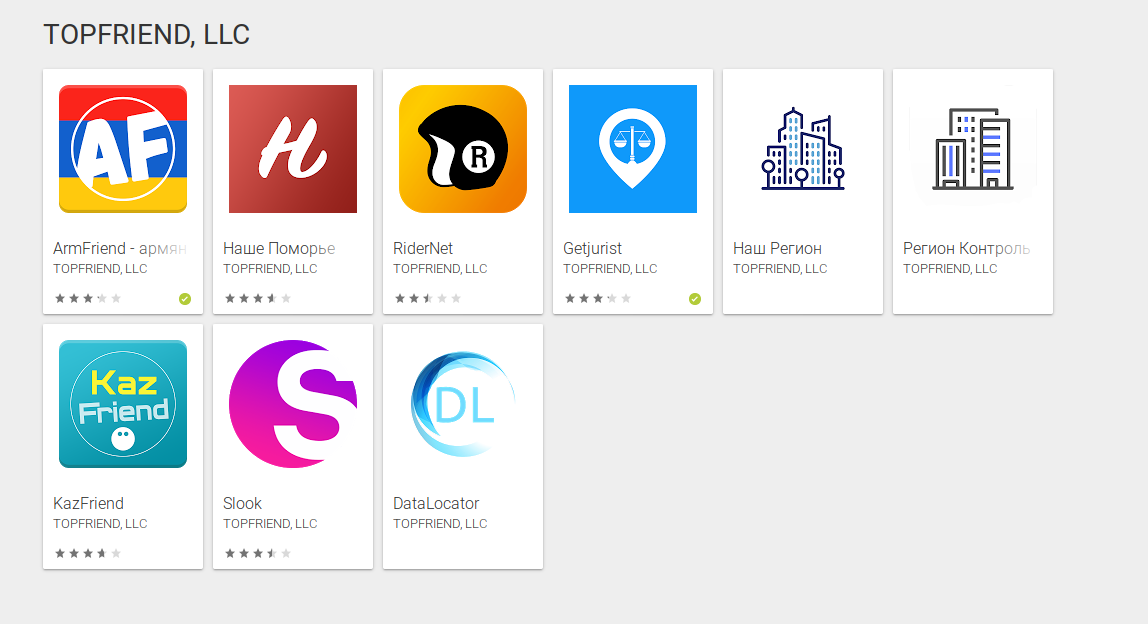 TOPFRIEND, LLC
AF
H
R
ArmFriend - армян
Наше Поморье
RiderNet
Getjurist
Наш Регион
Регион Контроль
TOPFRIEND, LLC
TOPFRIEND, LLC
TOPFRIEND, LLC
TOPFRIEND, LLC
TOPFRIEND, LLC
TOPFRIEND, LLC
Kaz
Friend
S
DL
KazFriend
Slook
DataLocator
TOPFRIEND, LLC
TOPFRIEND, LLC
TOPFRIEND, LLC